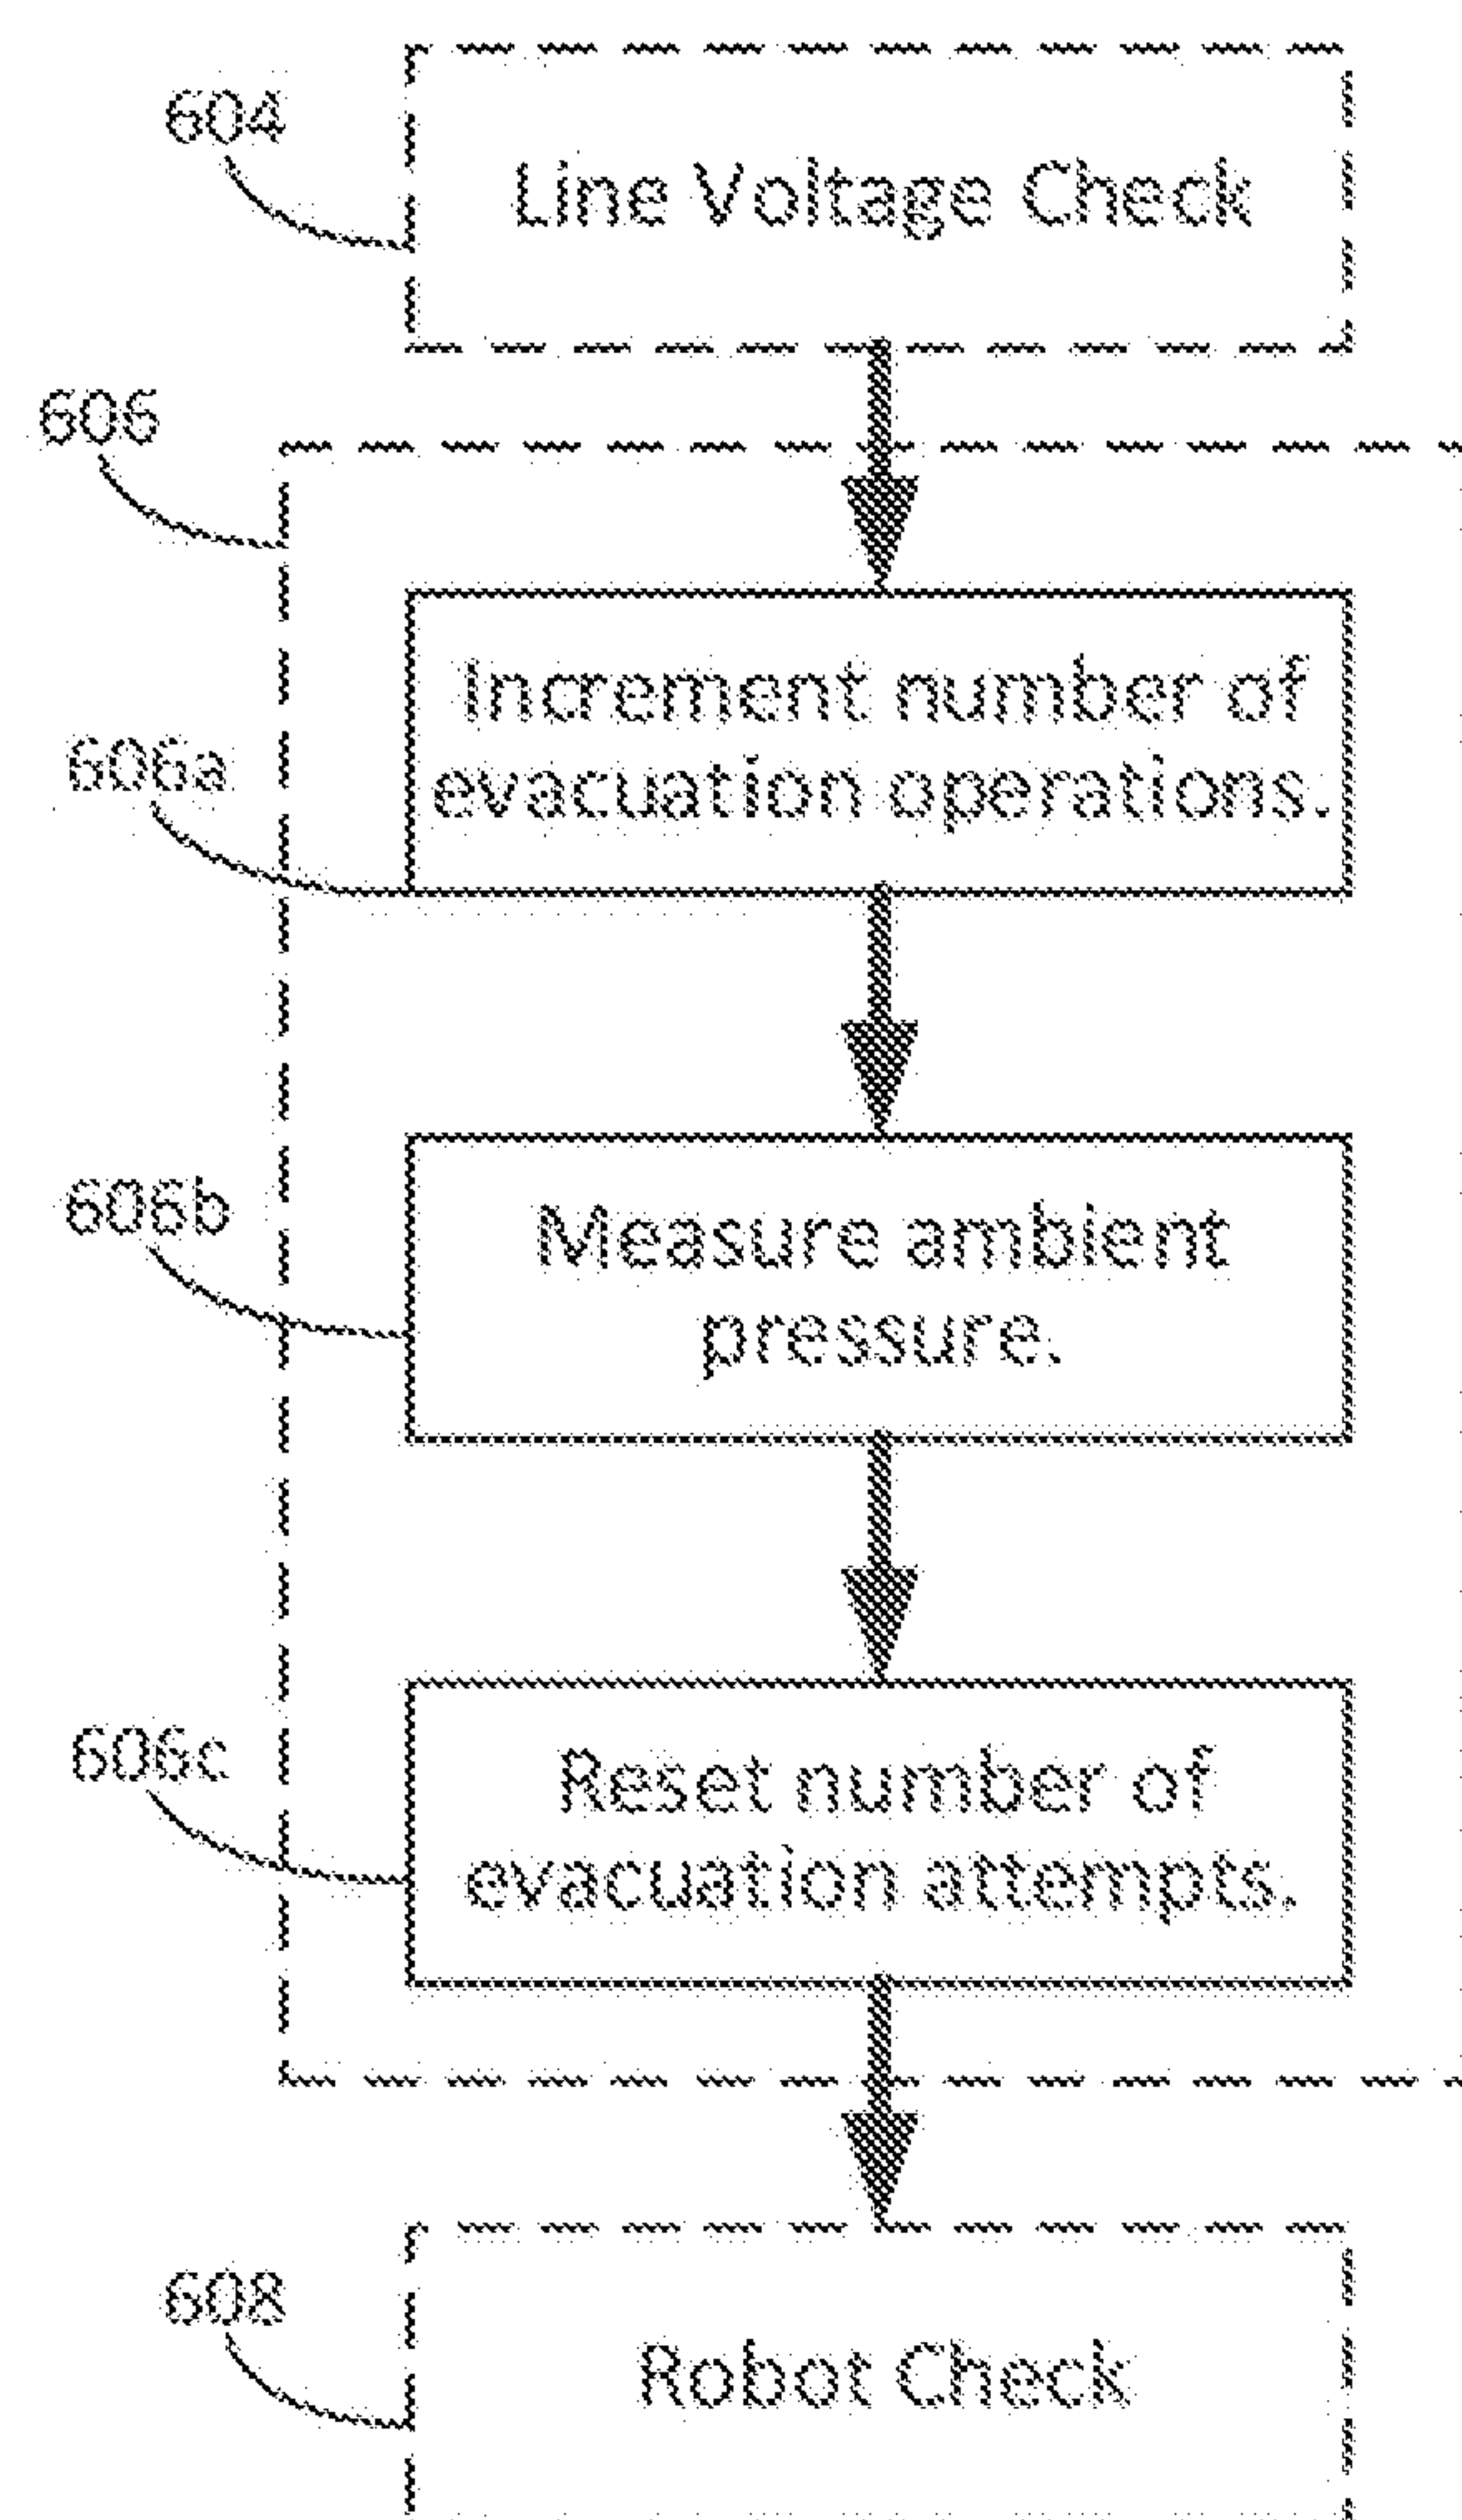 604
Line Voltage Check
606
Increment number of
evacuation operations.
606a
606b
Measure ambient
pressure.
606c
Reset number of
evacuation attempts.
608
Robot Check